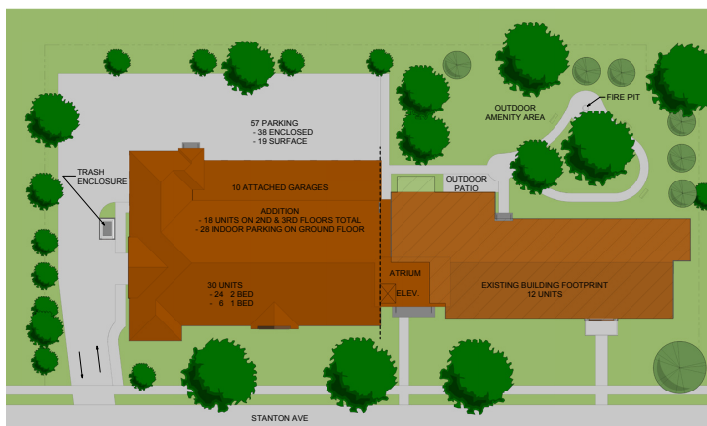 57 PARKING
- 38 ENCLOSED
- 19 SURFACE
FIRE PIT
OUTDOOR
AMENITY AREA
TRASH
ENCLOSURE
10 ATTACHED GARAGES
OUTDOOR
PATIO
ADDITION
- 18 UNITS ON 2ND & 3RD FLOORS TOTAL
- 28 INDOOR PARKING ON GROUND FLOOR
30 UNITS
- 24 2 BED
- 6 1 BED
ATRIUM
ELEV.
EXISTING BUILDING FOOTPRINT
12 UNITS
STANTON AVE